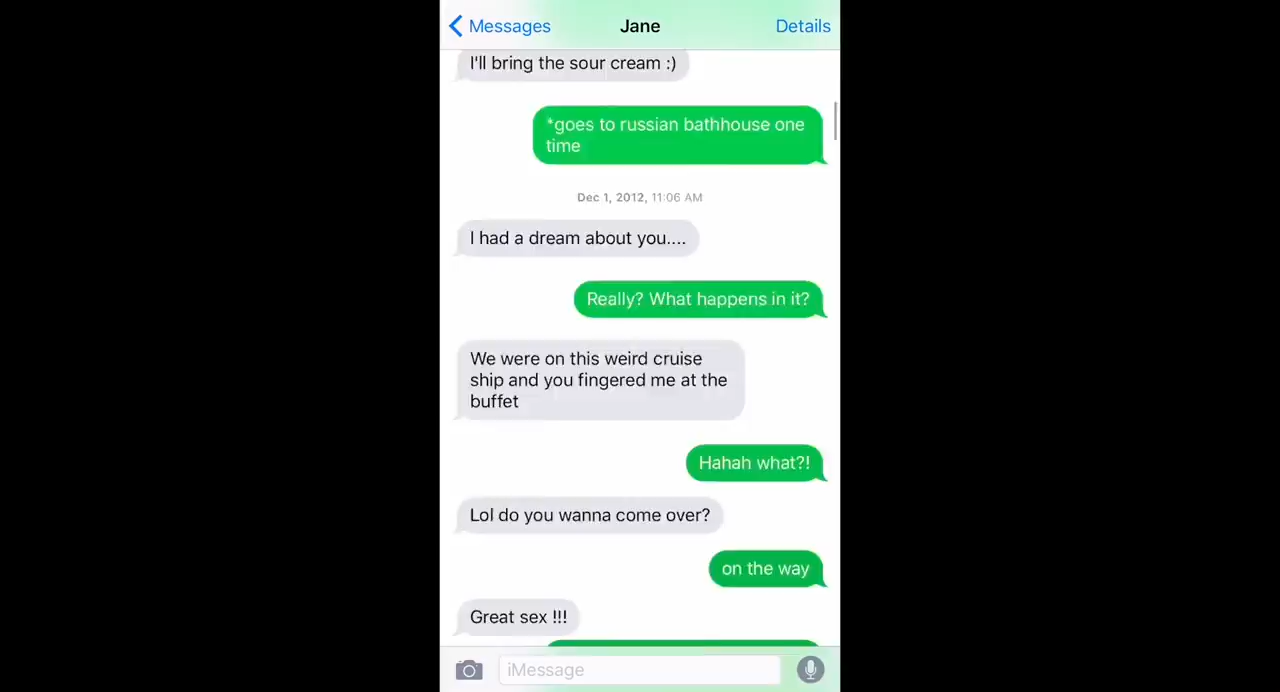 Messages
Jane
Details
I'll bring the sour cream :)
*goes to russian bathhouse one
time
Dec 1, 2012, 11:06 AM
I had a dream about you....
Really? What happens in it?
We were on this weird cruise
ship and you fingered me at the
buffet
Hahah what?!
Lol do you wanna come over?
on the way
Great sex !!!
iMessage